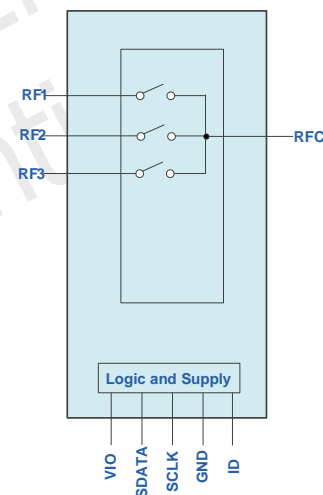 RF1
RF2
RFC
RF3
Logic and Supply
VIO
SDATA
SCLK
GND
ID